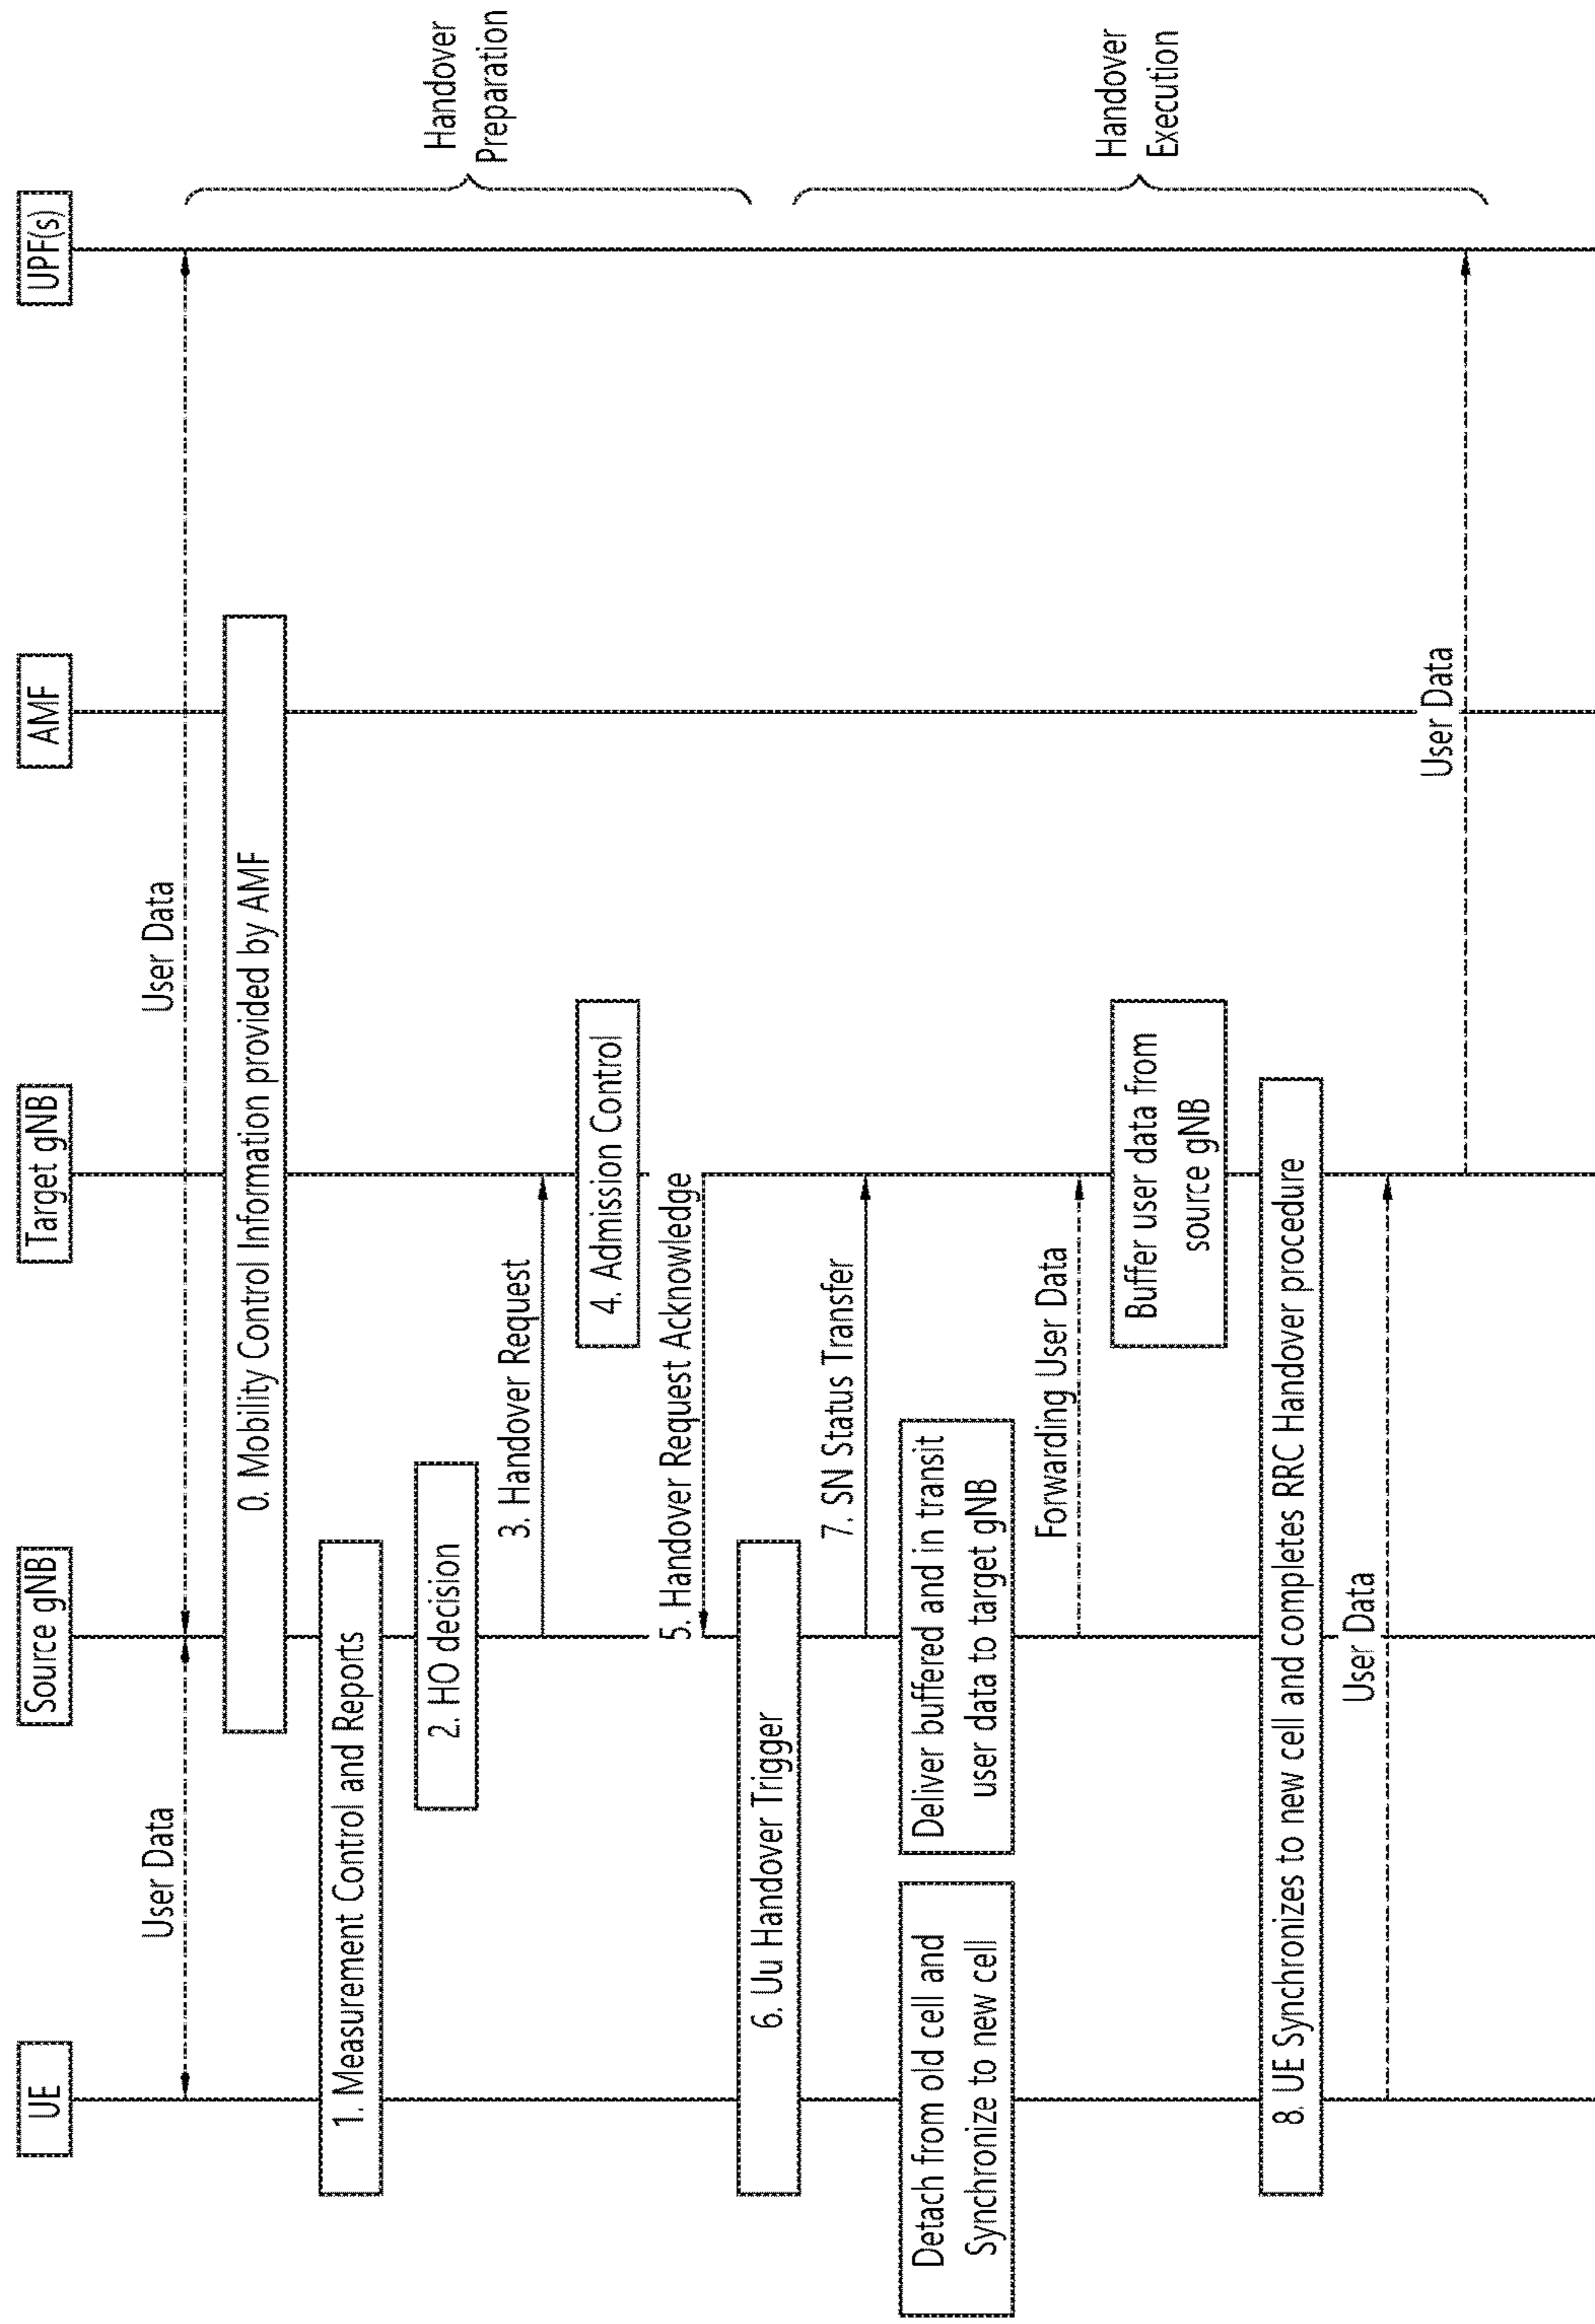 UE
Source gNB
Target gNB
AMF
UPF(s)
User Data
User Data
0. Mobility Control Information provided by AMF
1. Measurement Control and Reports
2. HO decision
3. Handover Request
4. Admission Control
5. Handover Request Acknowledge
Handover
Preparation
6. Uu Handover Trigger
7. SN Status Transfer
Detach from old cell and
Synchronize to new cell
Deliver buffered and in transit
user data to target gNB
Forwarding User Data
Buffer user data from
source gNB
8. UE Synchronizes to new cell and completes RRC Handover procedure
User Data
User Data
Handover
Execution